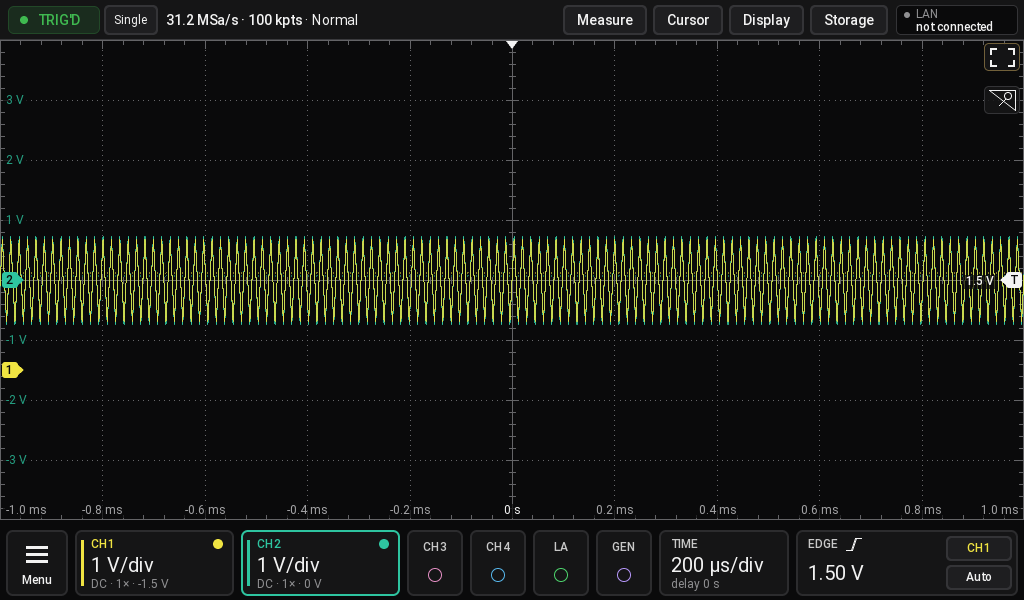 TRIG'D
Single
31.2 MSa/s · 100 kpts · Normal
Measure
Cursor
Display
Storage
LAN
not connected
3 V
2 V
1 V
2
1.5 V
T
-1 V
1
-2 V
-3 V
-1.0 ms
-0.8 ms
-0.6 ms
-0.4 ms
-0.2 ms
0 s
0.2 ms
0.4 ms
0.6 ms
0.8 ms
1.0 ms
Menu
CH1
1 V/div
DC · 1× · -1.5 V
CH2
1 V/div
DC · 1× · 0 V
CH3
CH4
LA
GEN
TIME
200 µs/div
delay 0 s
EDGE
1.50 V
CH1
Auto